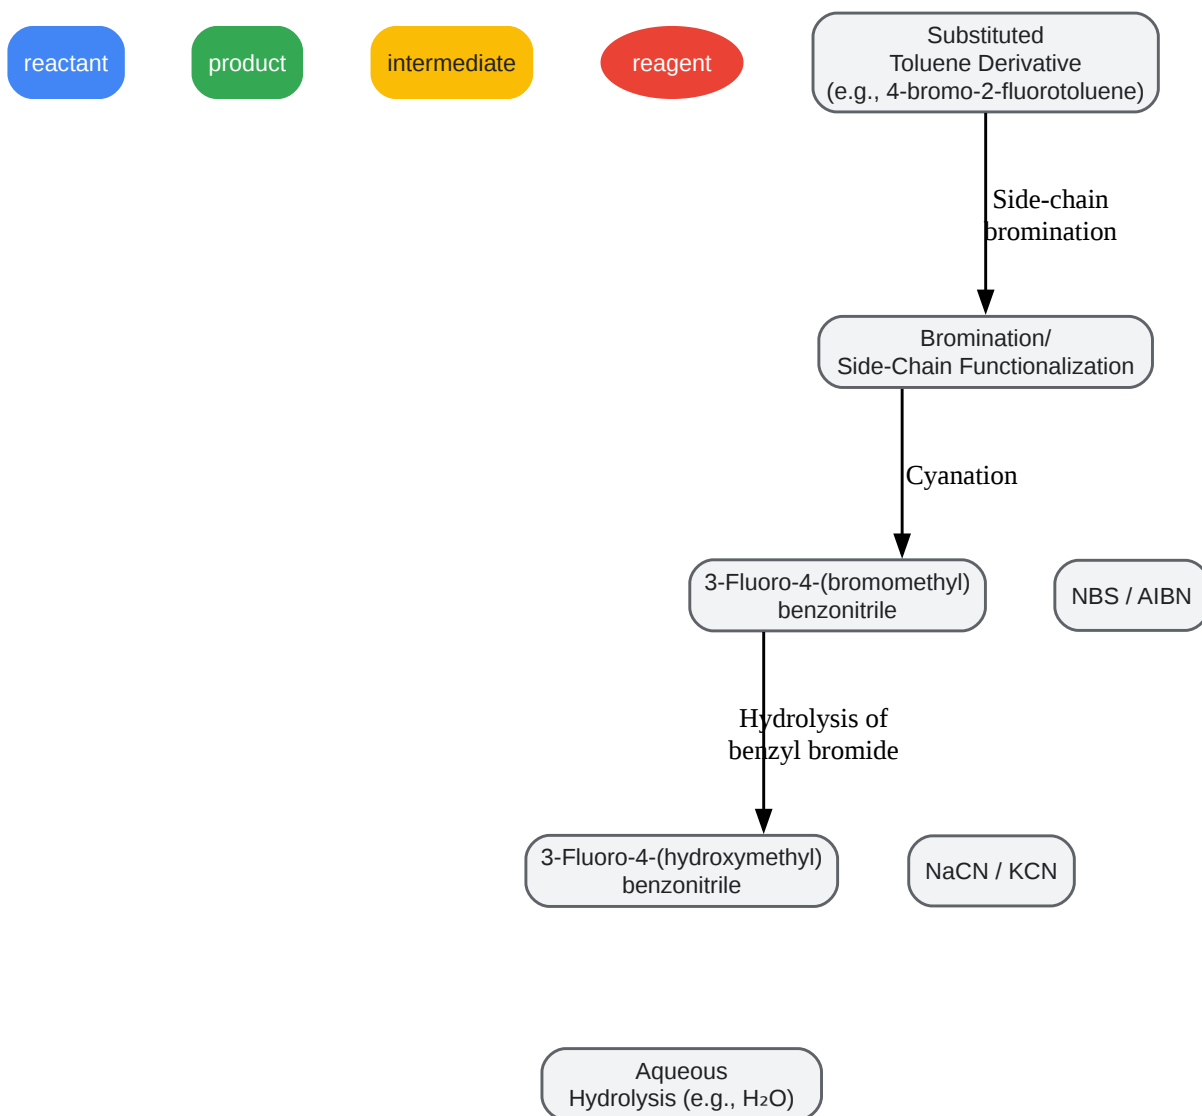 reactant
product
intermediate
reagent
Substituted
Toluene Derivative
(e.g., 4-bromo-2-fluorotoluene)
Side-chain
bromination
Bromination/
Side-Chain Functionalization
Cyanation
3-Fluoro-4-(bromomethyl)
benzonitrile
NBS / AIBN
Hydrolysis of
benzyl bromide
3-Fluoro-4-(hydroxymethyl)
benzonitrile
NaCN / KCN
Aqueous
Hydrolysis (e.g., H₂O)